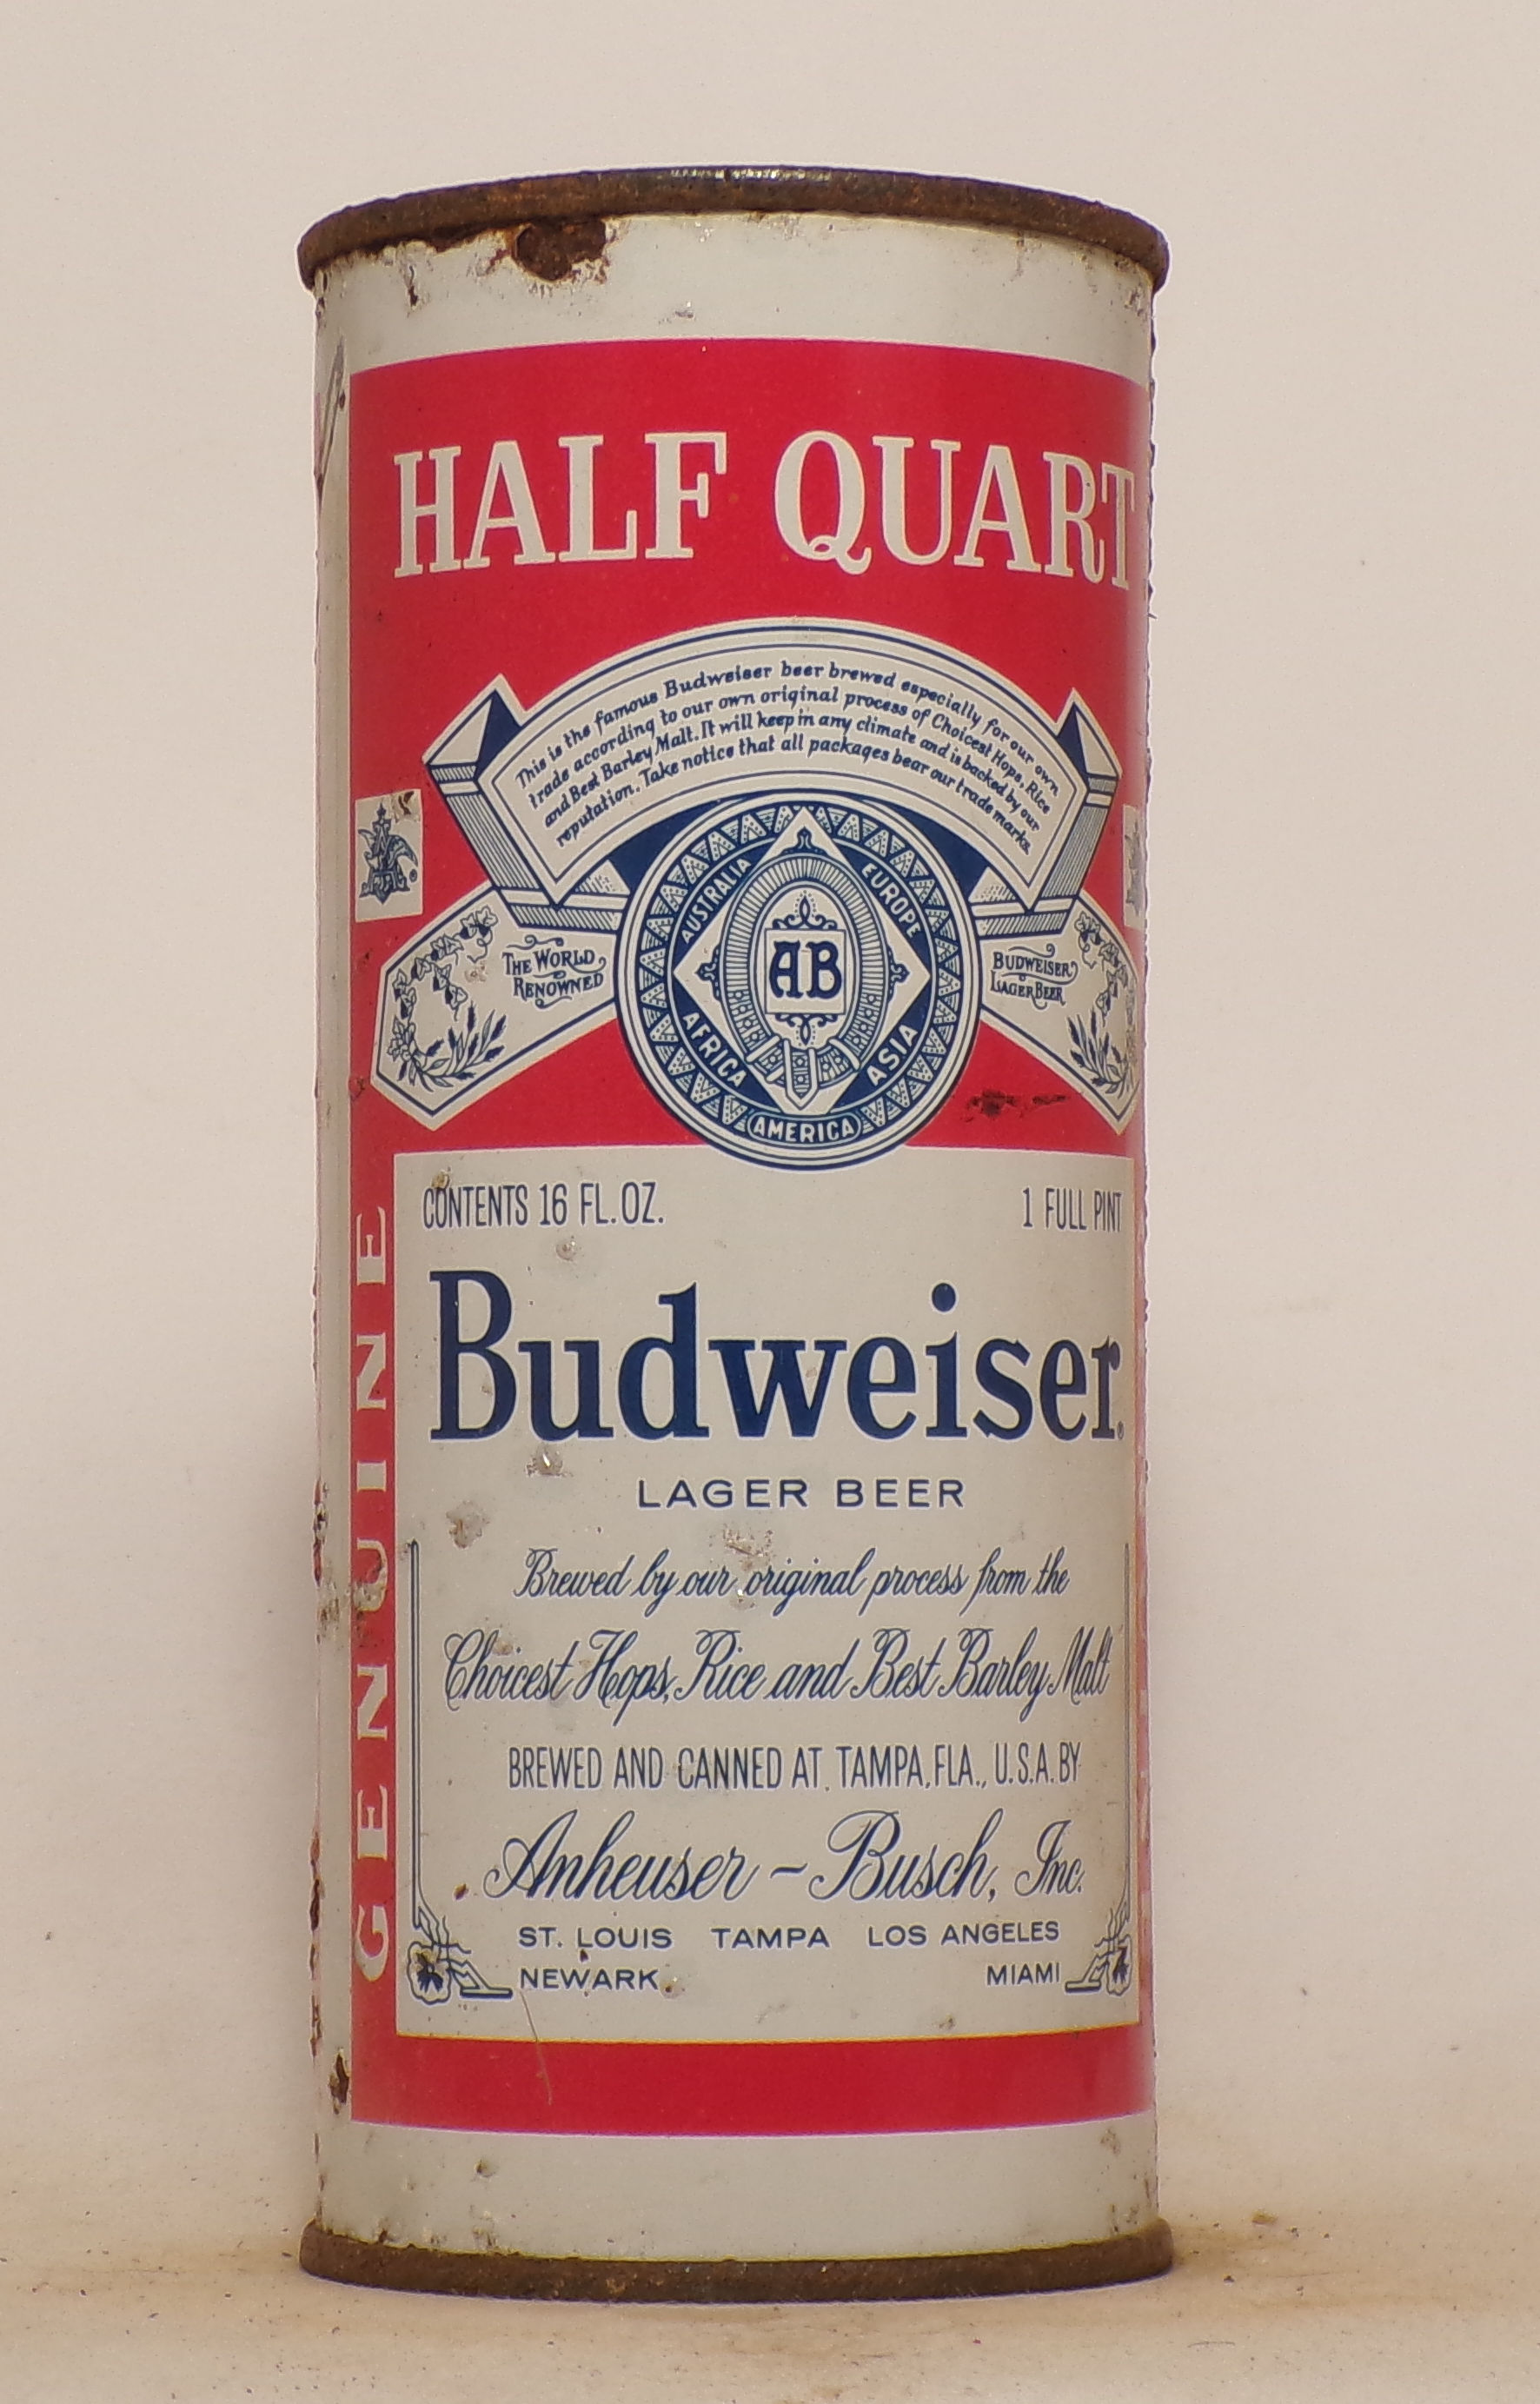 HALF QUART
This is the famous Budweiser beer brewed especially for our own
trade according to our own original process of Choicest Hops, Rice
and Best Barley Malt. It will keep in any climate and is backed by our
reputation. Take notice that all packages bear our trade marks.
AUSTRALIA
EUROPE
THE WORLD
RENOWNED
AB
BUDWEISER
LAGER BEER
AFRICA
ASIA
AMERICA
CONTENTS 16 FL. OZ.
1 FULL PINT
GENUINE
Budweiser.
LAGER BEER
Brewed by our original process from the
Choicest Hops, Rice and Best Barley Malt
BREWED AND CANNED AT TAMPA, FLA., U.S.A. BY
Anheuser-Busch, Inc.
ST. LOUIS TAMPA LOS ANGELES
NEWARK MIAMI